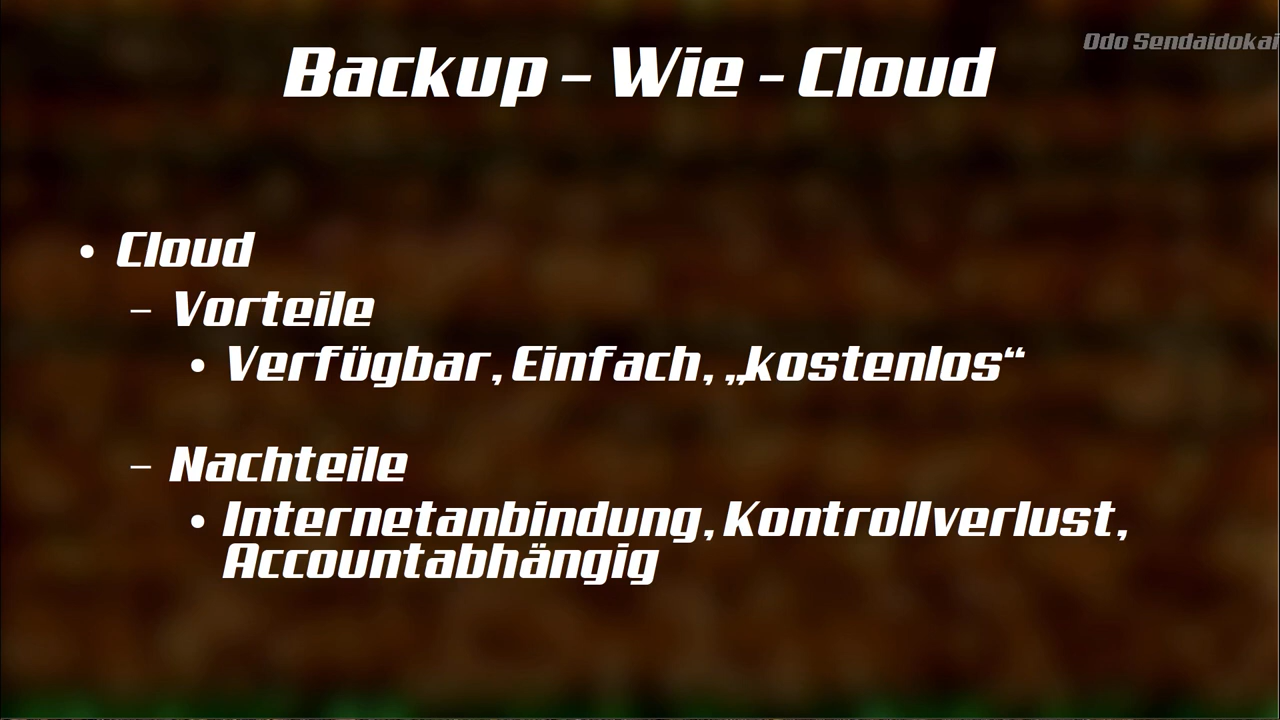 Odo Sendaidokai
Backup – Wie – Cloud
• Cloud
– Vorteile
• Verfügbar, Einfach, „kostenlos“
– Nachteile
• Internetanbindung, Kontrollverlust,
Accountabhängig